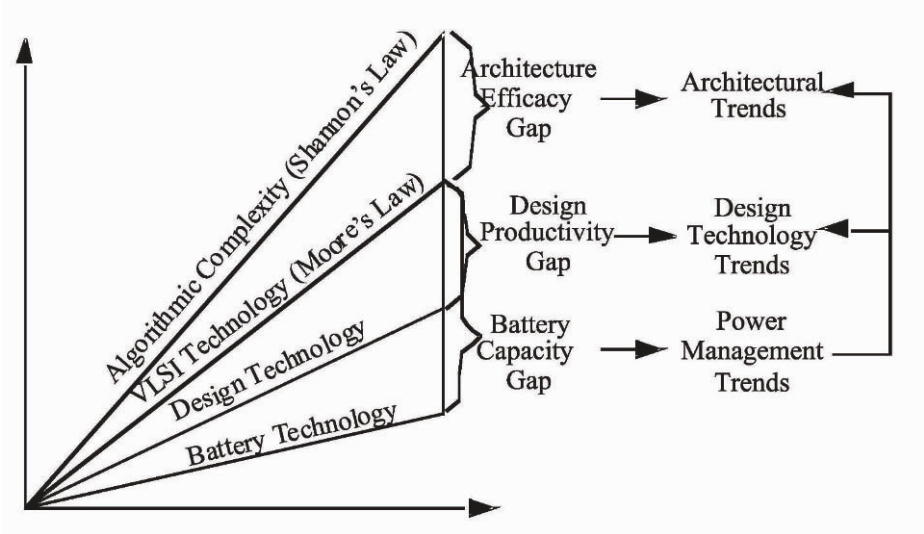 Algorithmic Complexity (Shannon's Law)
VLSI Technology (Moore's Law)
Design Technology
Battery Technology
Architecture
Efficacy
Gap
Architectural
Trends
Design
Productivity
Gap
Design
Technology
Trends
Battery
Capacity
Gap
Power
Management
Trends